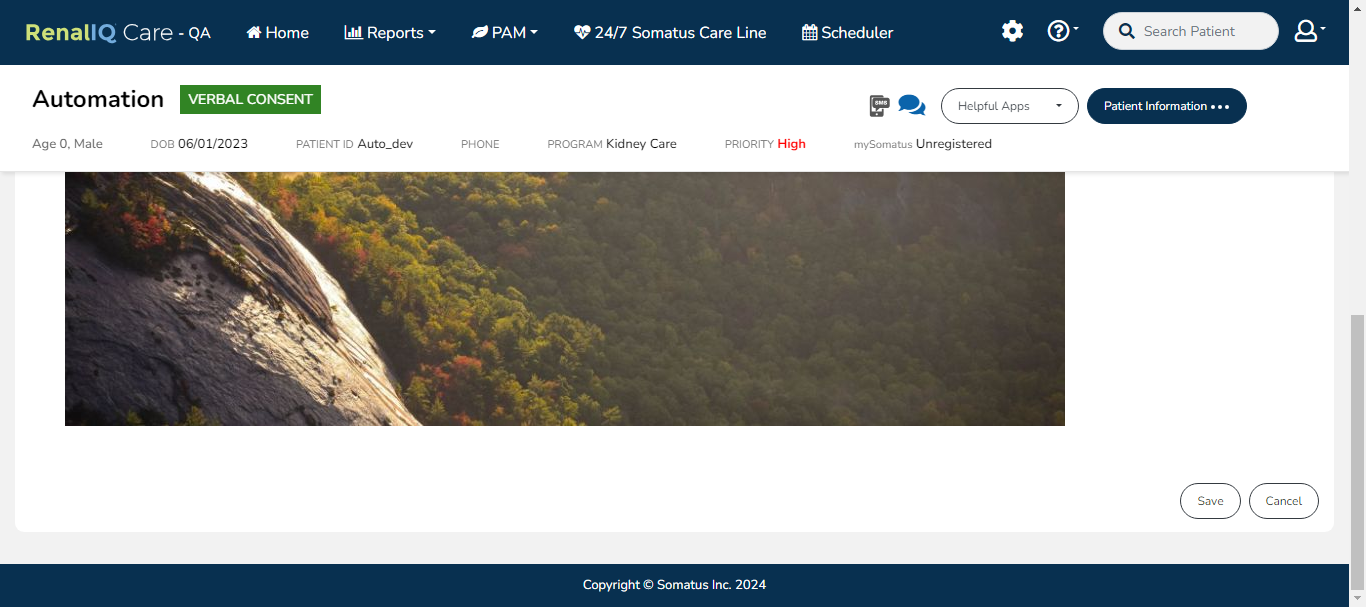 RenalIQ Care - QA Home Reports PAM 24/7 Somatus Care Line Scheduler Search Patient
Automation VERBAL CONSENT SMS Helpful Apps Patient Information
Age 0, Male DOB 06/01/2023 PATIENT ID Auto_dev PHONE PROGRAM Kidney Care PRIORITY High mySomatus Unregistered
Save Cancel
Copyright © Somatus Inc. 2024